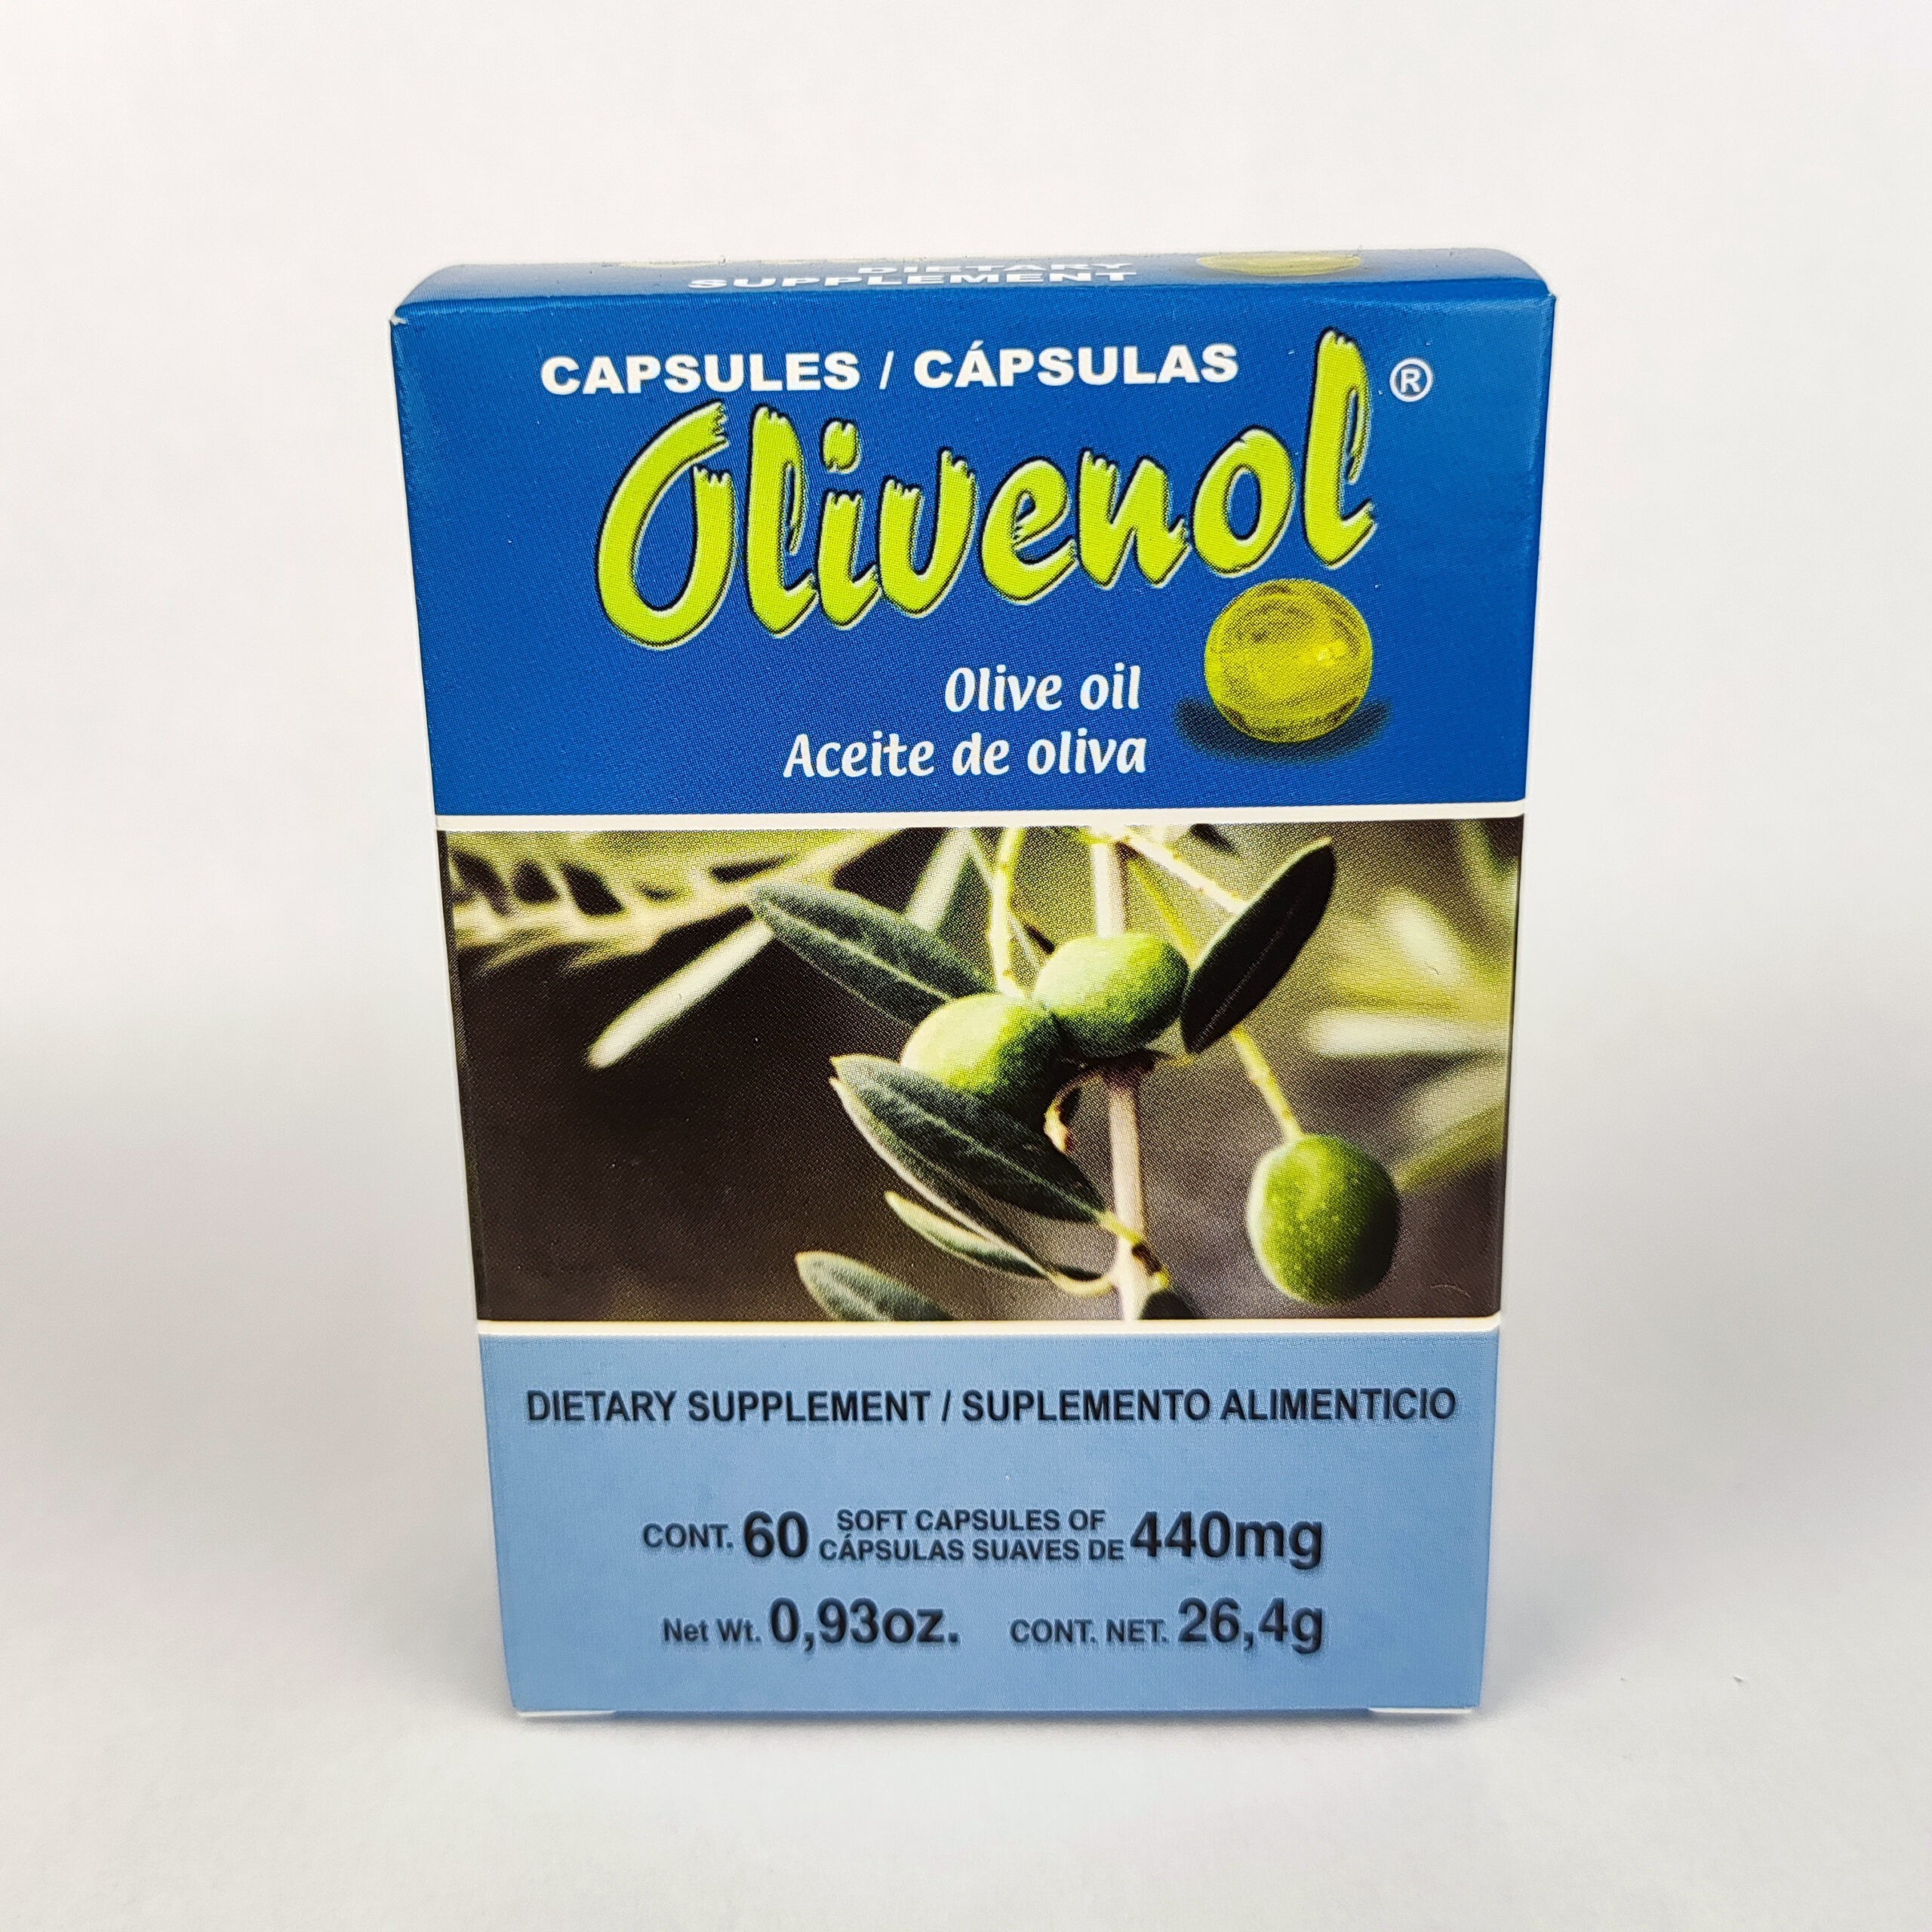 DIETARY
SUPPLEMENT
CAPSULES / CÁPSULAS
Olivenol ®
Olive oil
Aceite de oliva
DIETARY SUPPLEMENT / SUPLEMENTO ALIMENTICIO
CONT. 60 SOFT CAPSULES OF
CÁPSULAS SUAVES DE 440mg
Net Wt. 0,93oz. CONT. NET. 26,4g